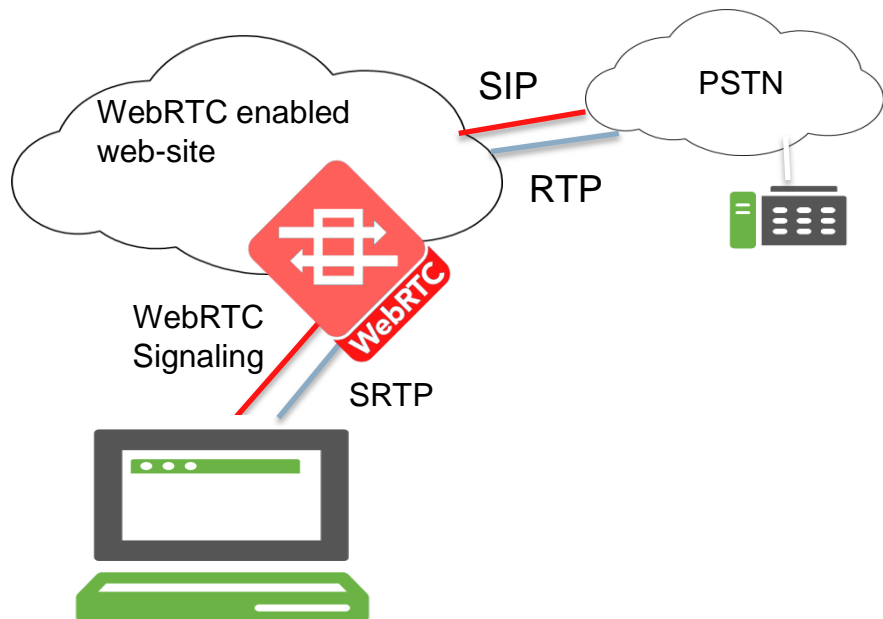 WebRTC enabled
web-site
SIP
PSTN
RTP
WebRTC
WebRTC
Signaling
SRTP